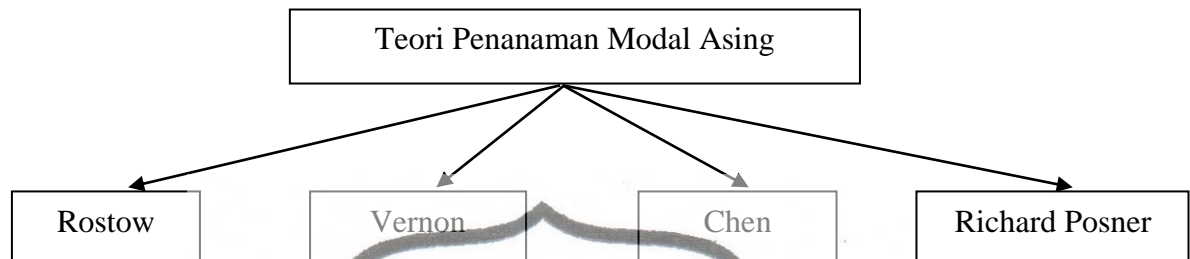 Teori Penanaman Modal Asing
Rostow
Vernon
Chen
Richard Posner